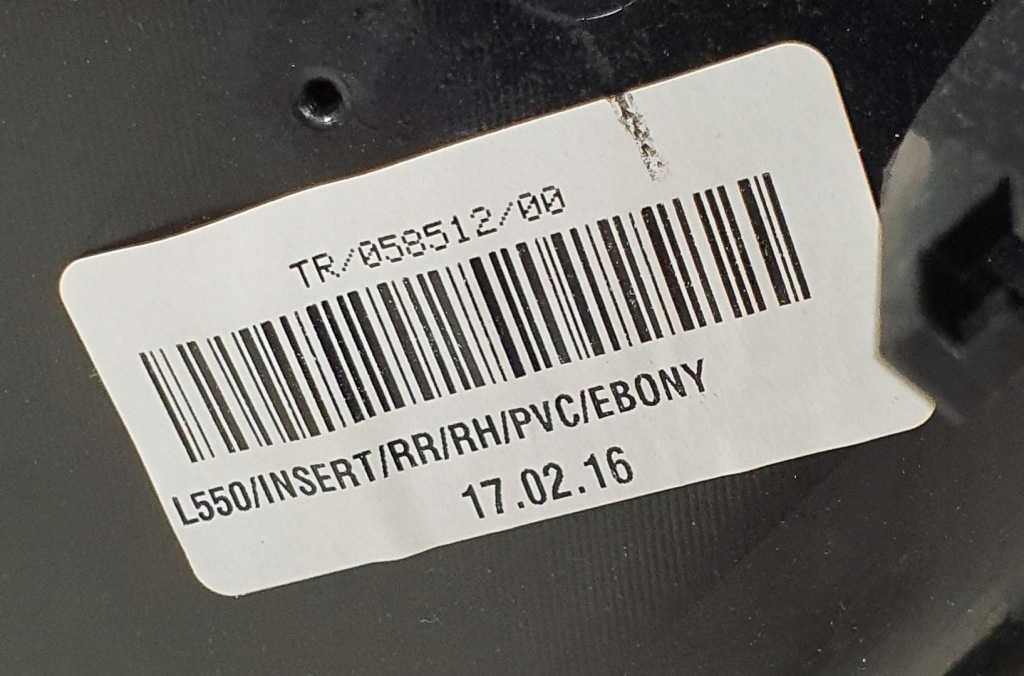 TR/058512/00
L550/INSERT/RR/RH/PVC/EBONY
17.02.16